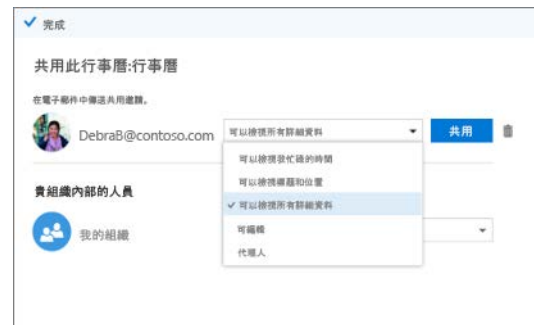 完成
共用此行事曆:行事曆
在電子郵件中傳送共用邀請。
DebraB@contoso.com
可以檢視所有詳細資料
共用
可以檢視我忙碌的時間
可以檢視標題和位置
可以檢視所有詳細資料
可編輯
代理人
貴組織內部的人員
我的組織